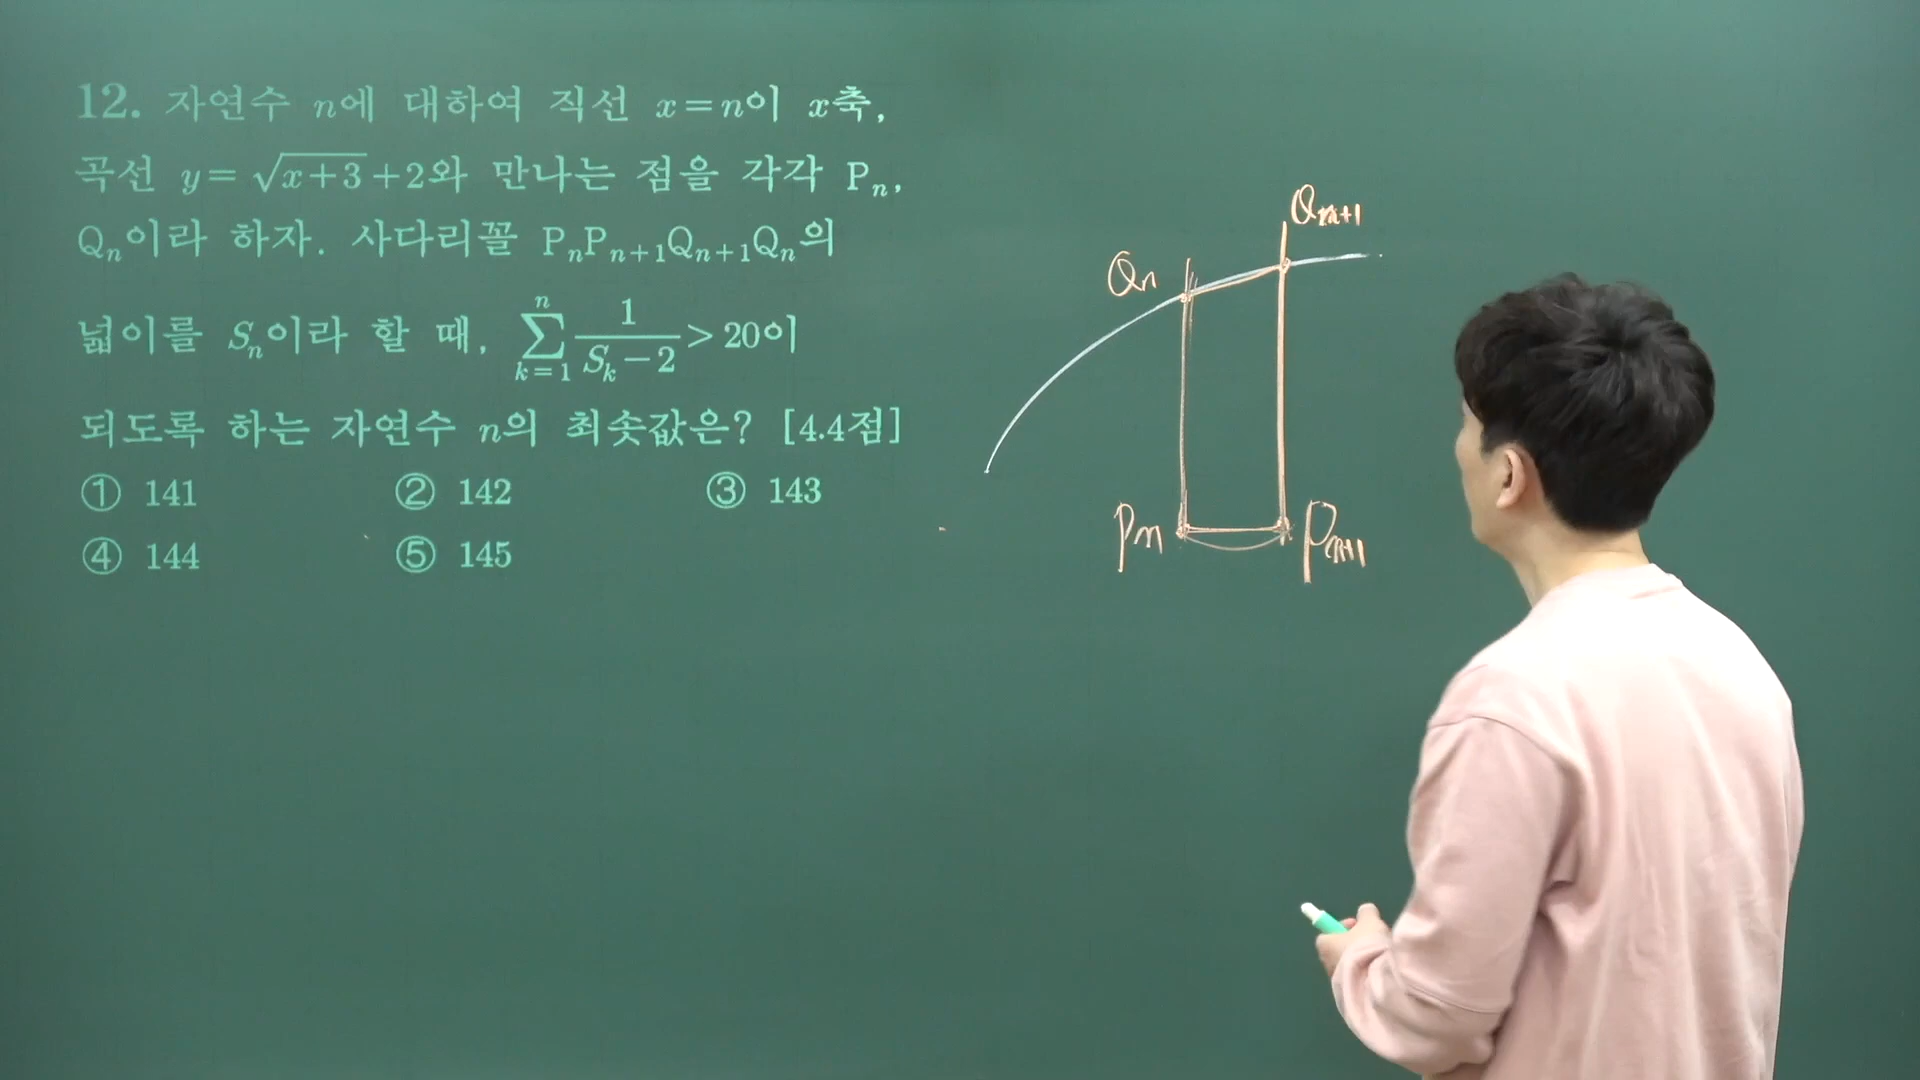 12. 자연수 n에 대하여 직선 x=n이 x축,
곡선 y=√(x+3)+2와 만나는 점을 각각 Pₙ,
Qₙ이라 하자. 사다리꼴 PₙPₙ₊₁Qₙ₊₁Qₙ의
넓이를 Sₙ이라 할 때, ∑_{k=1}^{n} 1/(Sₖ-2) > 20이
되도록 하는 자연수 n의 최솟값은? [4.4점]
① 141 ② 142 ③ 143
④ 144 ⑤ 145
Qₙ₊₁
Qₙ
Pₙ Pₙ₊₁